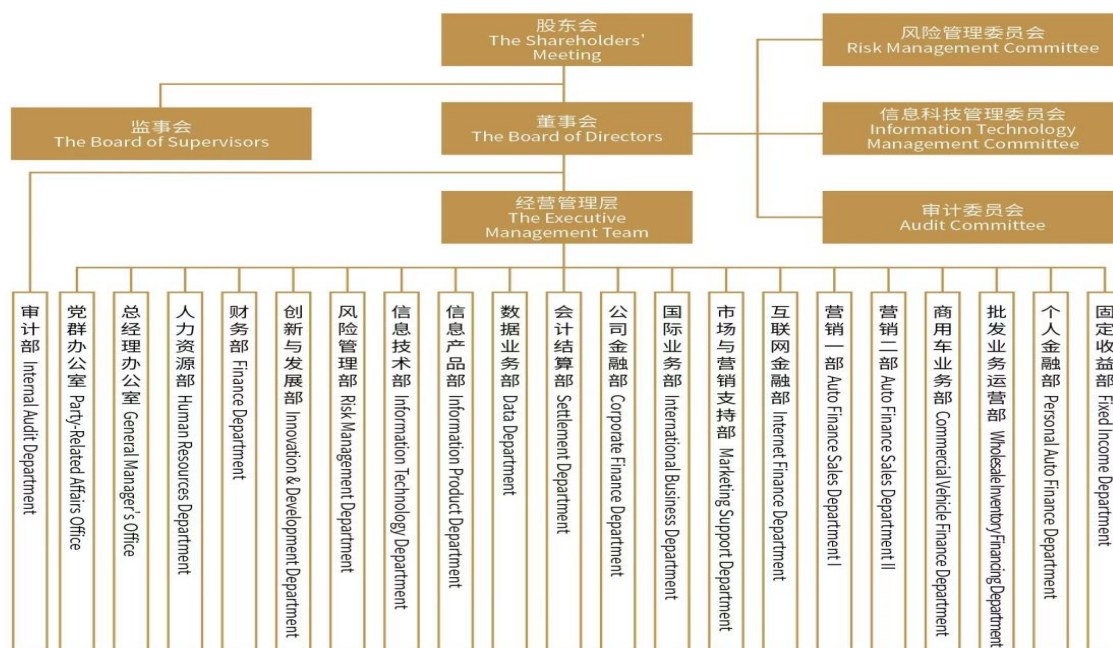 股东会
The Shareholders'
Meeting
风险管理委员会
Risk Management Committee
监事会
The Board of Supervisors
董事会
The Board of Directors
信息科技管理委员会
Information Technology
Management Committee
经营管理层
The Executive
Management Team
审计委员会
Audit Committee
审计部 Internal Audit Department
党群办公室 Party-Related Affairs Office
总经理办公室 General Manager's Office
人力资源部 Human Resources Department
财务部 Finance Department
创新与发展部 Innovation & Development Department
风险管理部 Risk Management Department
信息技术部 Information Technology Department
信息产品部 Information Product Department
数据业务部 Data Department
会计结算部 Settlement Department
公司金融部 Corporate Finance Department
国际业务部 International Business Department
市场与营销支持部 Marketing Support Department
互联网金融部 Internet Finance Department
营销一部 Auto Finance Sales Department I
营销二部 Auto Finance Sales Department II
商用车业务部 Commercial Vehicle Finance Department
批发业务运营部 Wholesale Inventory Financing Department
个人金融部 Personal Auto Finance Department
固定收益部 Fixed Income Department